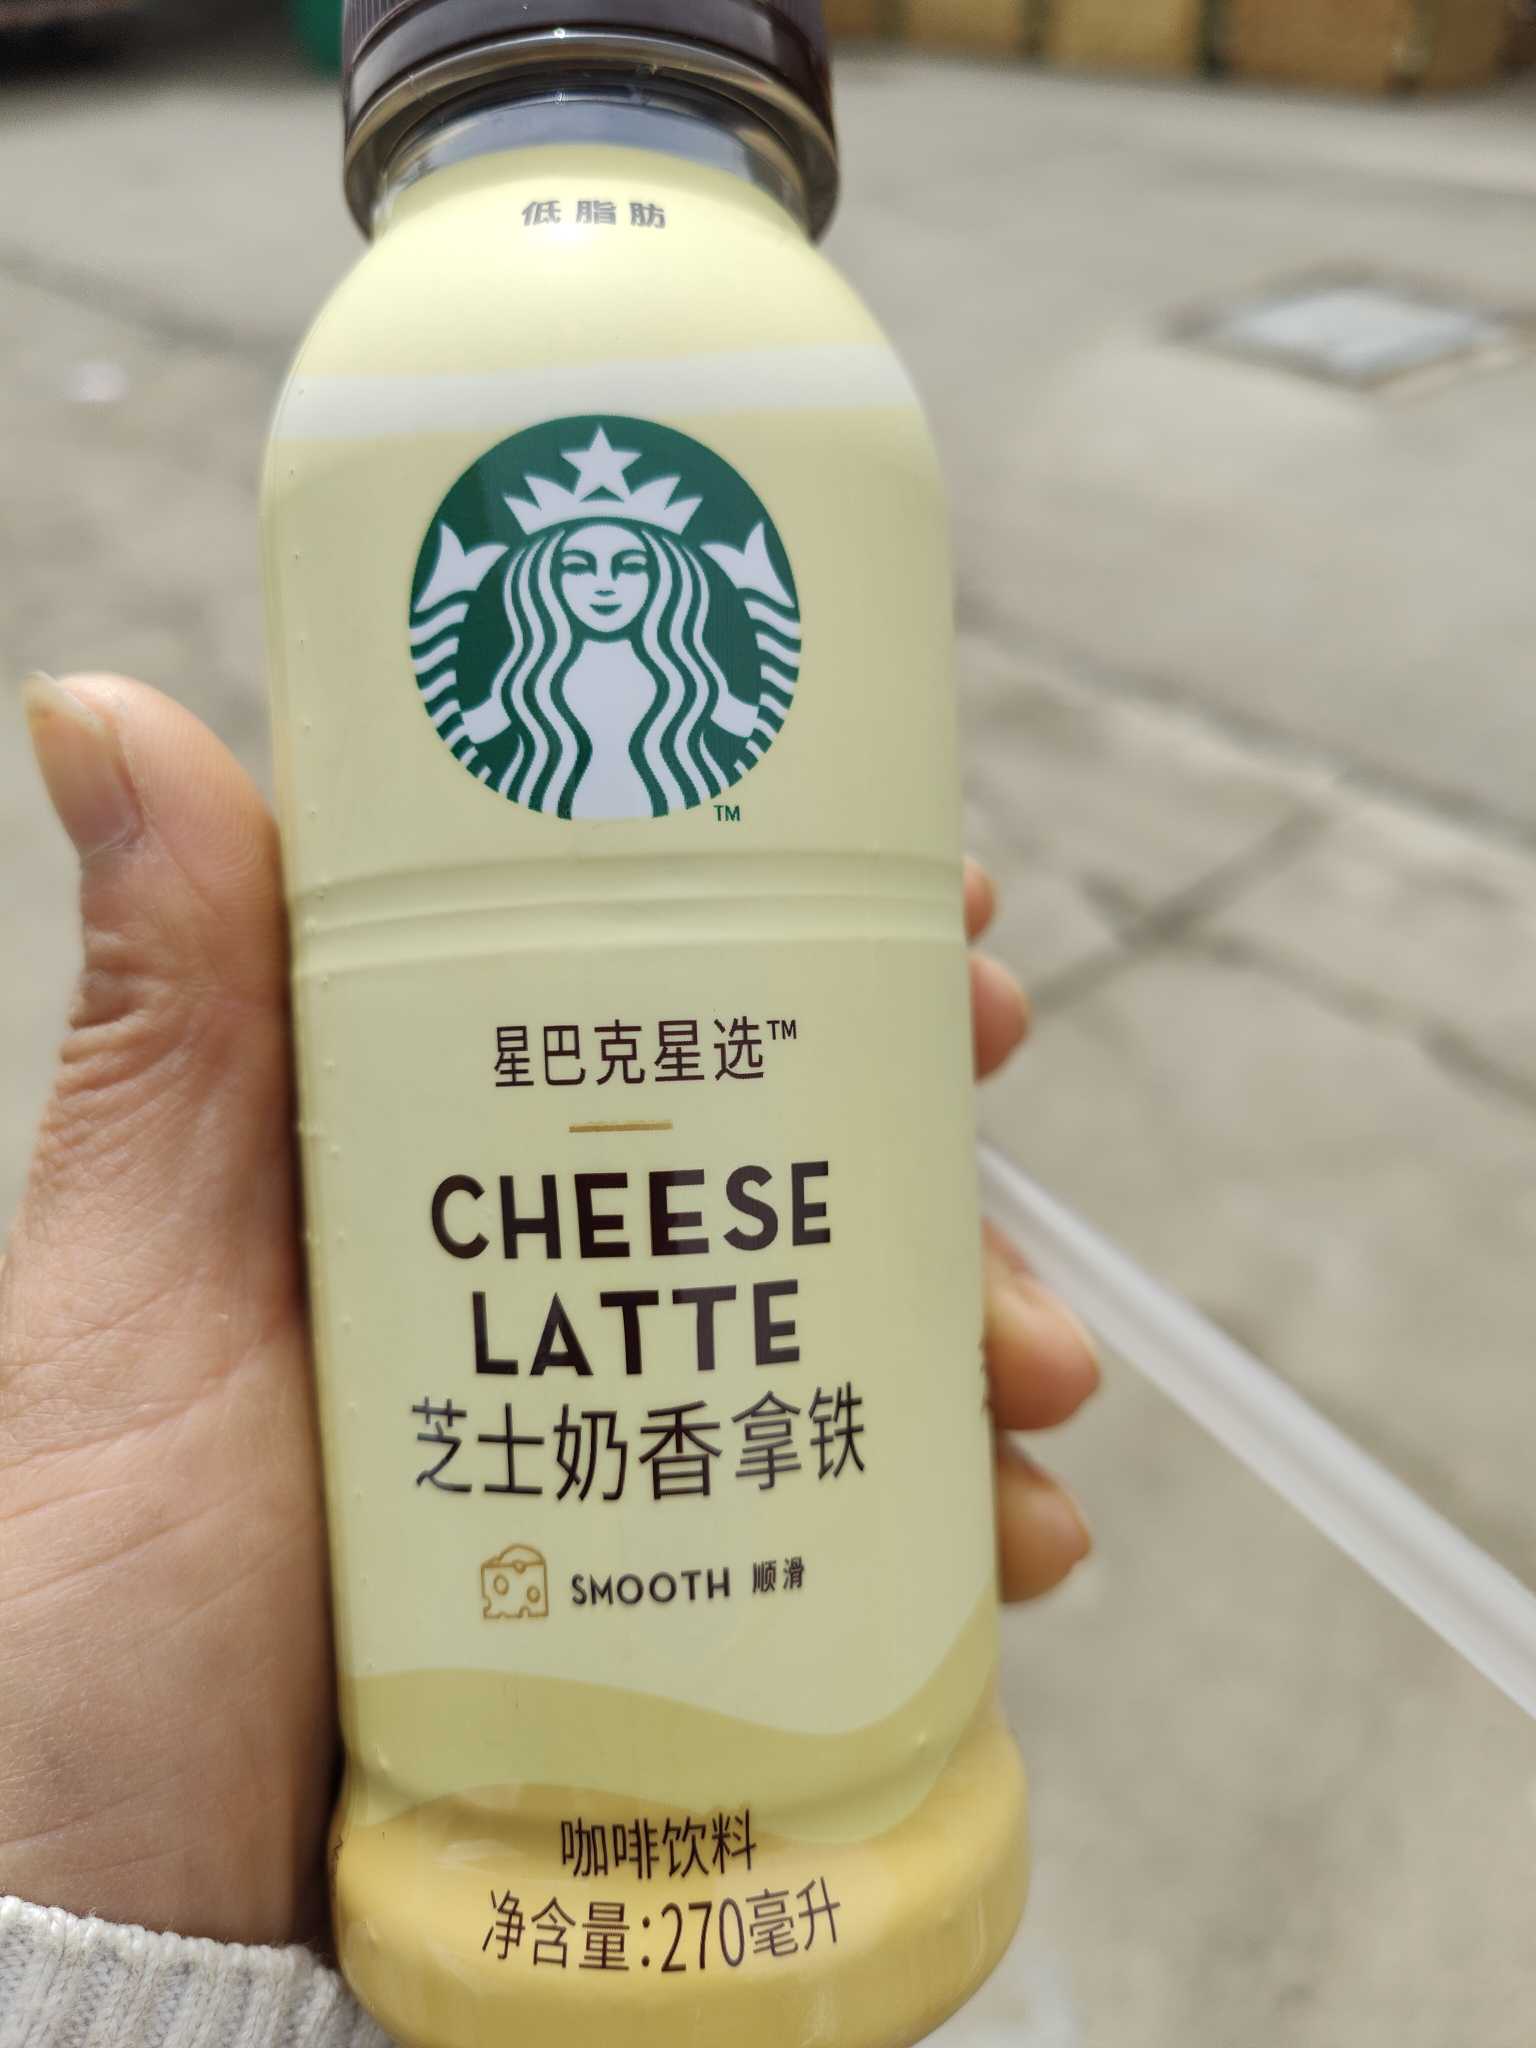 低脂肪
TM
星巴克星选™
CHEESE
LATTE
芝士奶香拿铁
SMOOTH 顺滑
咖啡饮料
净含量:270毫升